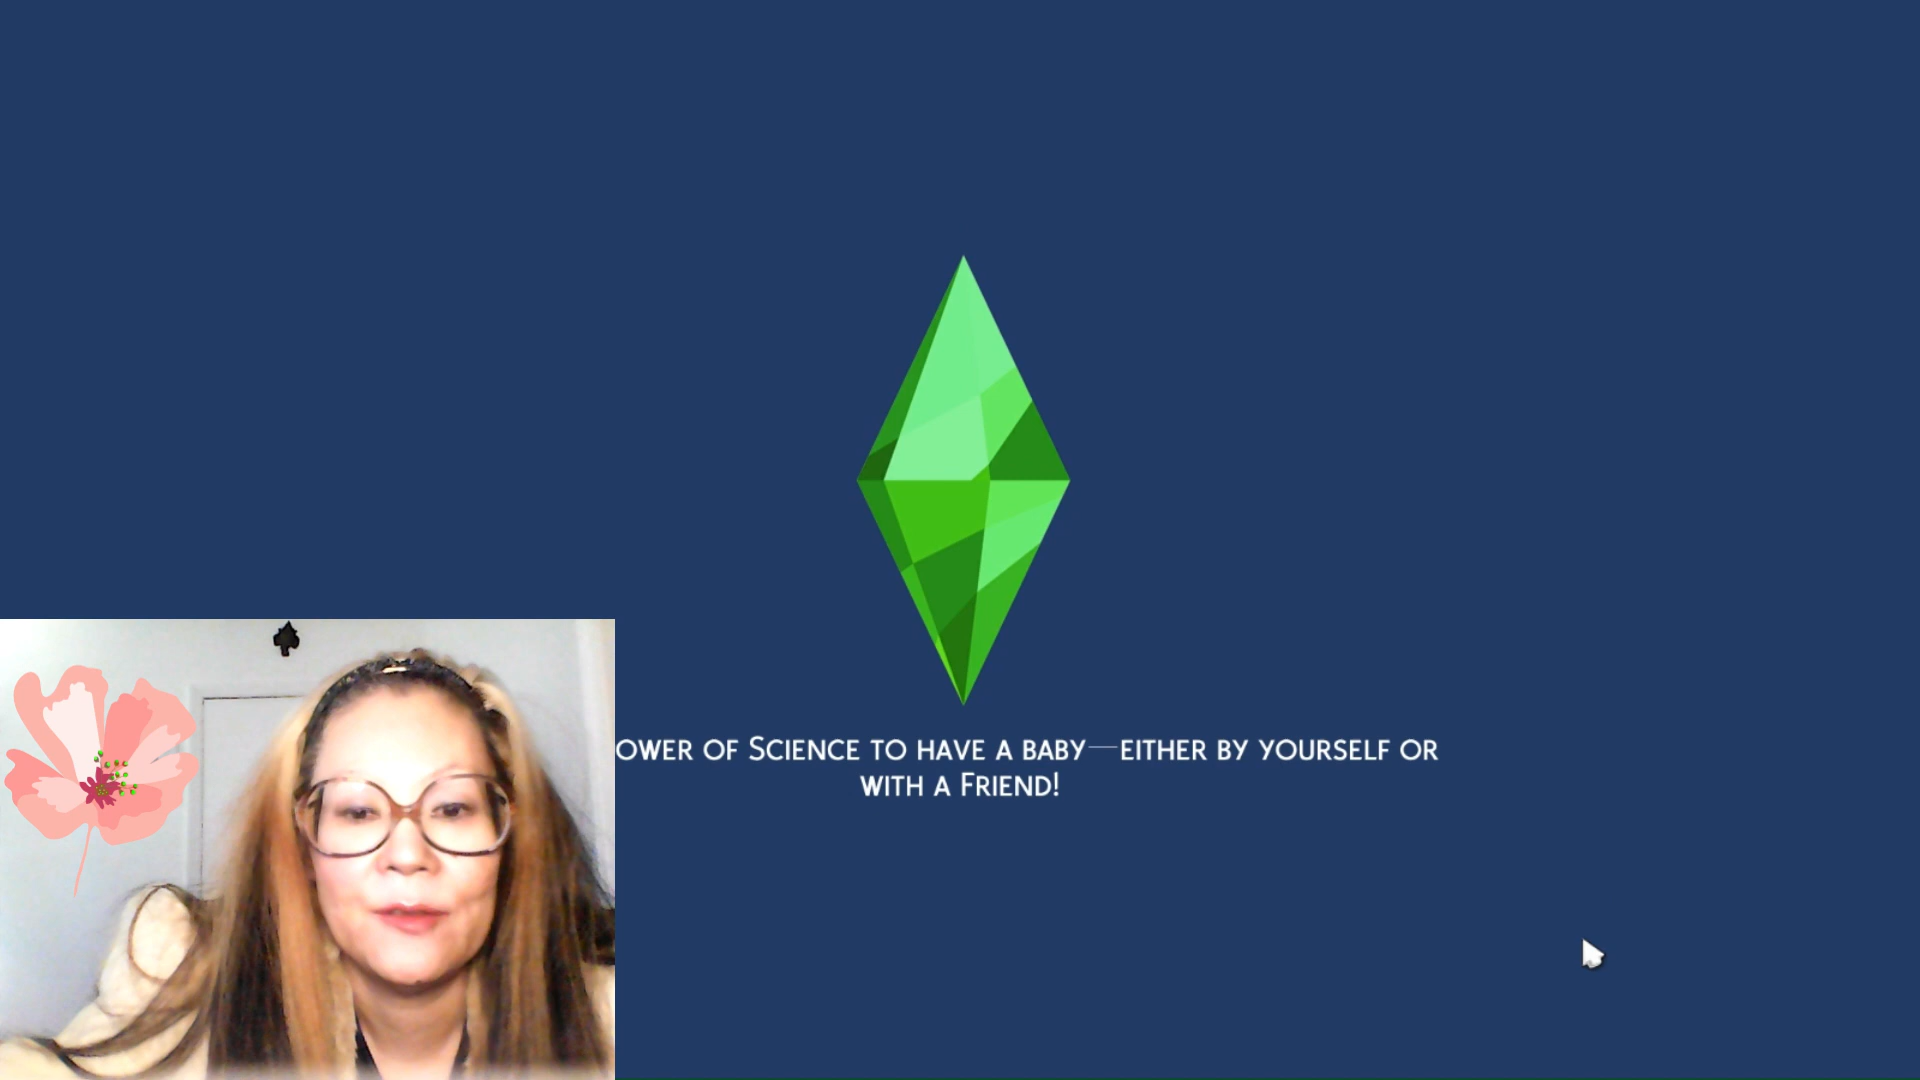 OWER OF SCIENCE TO HAVE A BABY—EITHER BY YOURSELF OR
WITH A FRIEND!